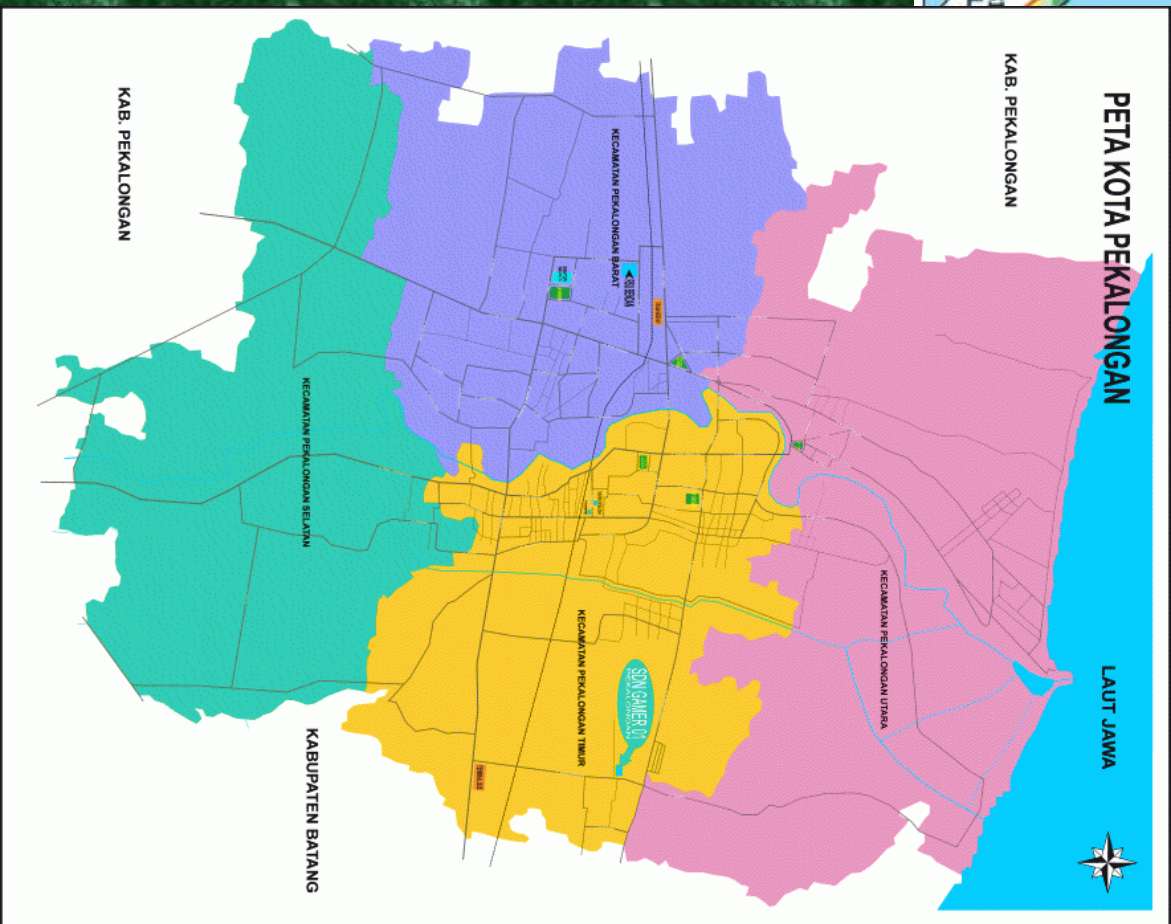 PETA KOTA PEKALONGAN
KAB. PEKALONGAN
LAUT JAWA
KECAMATAN PEKALONGAN UTARA
KECAMATAN PEKALONGAN BARAT
SDN GAMER 01
PEKALONGAN
KECAMATAN PEKALONGAN TIMUR
KECAMATAN PEKALONGAN SELATAN
KABUPATEN BATANG
KAB. PEKALONGAN